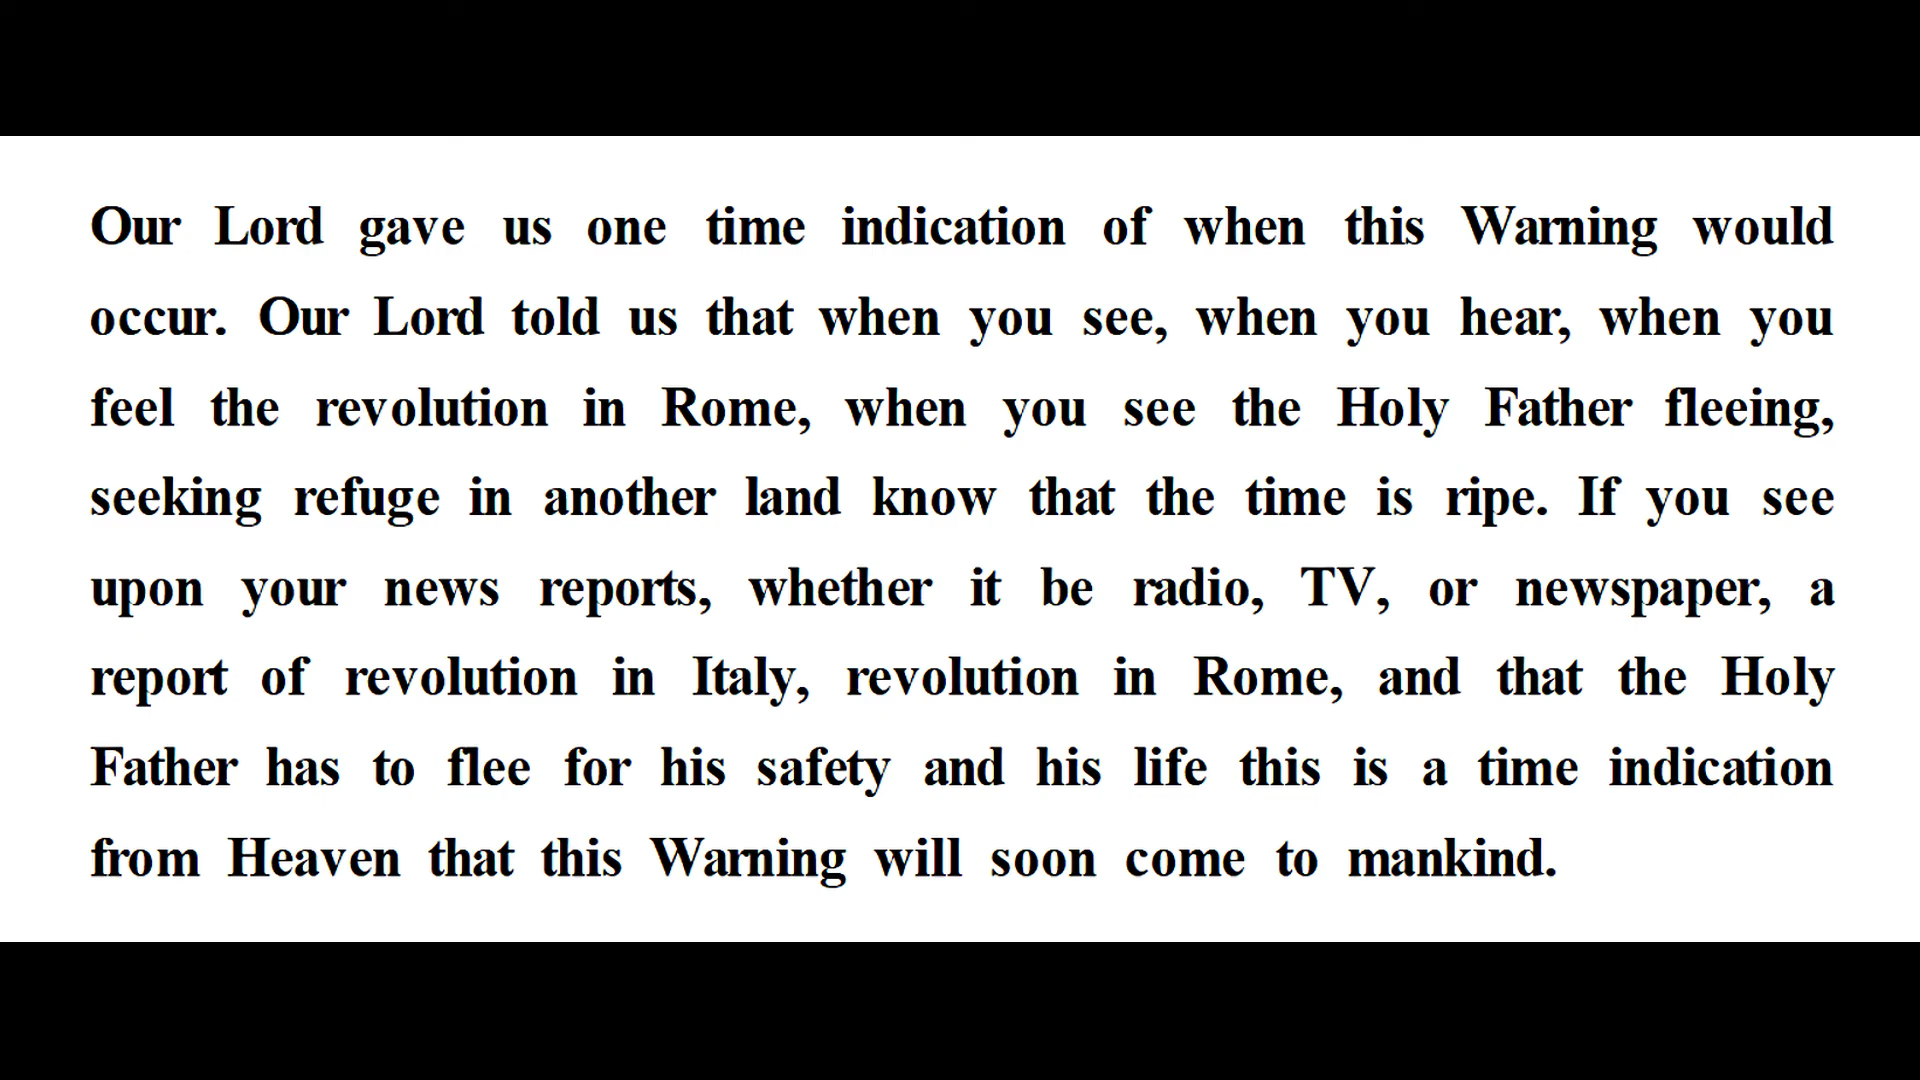 Our Lord gave us one time indication of when this Warning would
occur. Our Lord told us that when you see, when you hear, when you
feel the revolution in Rome, when you see the Holy Father fleeing,
seeking refuge in another land know that the time is ripe. If you see
upon your news reports, whether it be radio, TV, or newspaper, a
report of revolution in Italy, revolution in Rome, and that the Holy
Father has to flee for his safety and his life this is a time indication
from Heaven that this Warning will soon come to mankind.